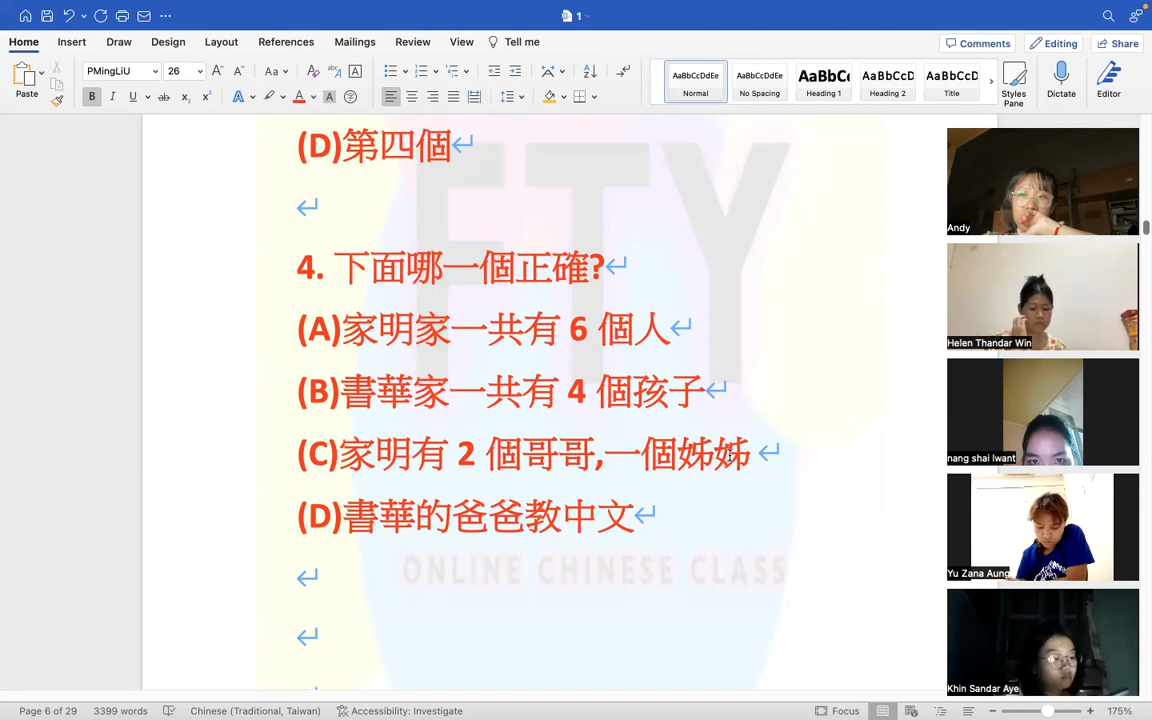 1
Home Insert Draw Design Layout References Mailings Review View Tell me
Comments Editing Share
Paste
PMingLiU 26
AaBbCcDdEe AaBbCcDdEe AaBbCc AaBbCcD AaBbCcD
Normal No Spacing Heading 1 Heading 2 Title
Styles Pane
Dictate
Editor
(D)第四個
4. 下面哪一個正確?
(A)家明家一共有 6 個人
(B)書華家一共有 4 個孩子
(C)家明有 2 個哥哥,一個姊姊
(D)書華的爸爸教中文
FTY
ONLINE CHINESE CLASS
Andy
Helen Thandar Win
nang shai lwant
Yu Zana Aung
Khin Sandar Aye
Page 6 of 29 3399 words Chinese (Traditional, Taiwan) Accessibility: Investigate Focus 175%